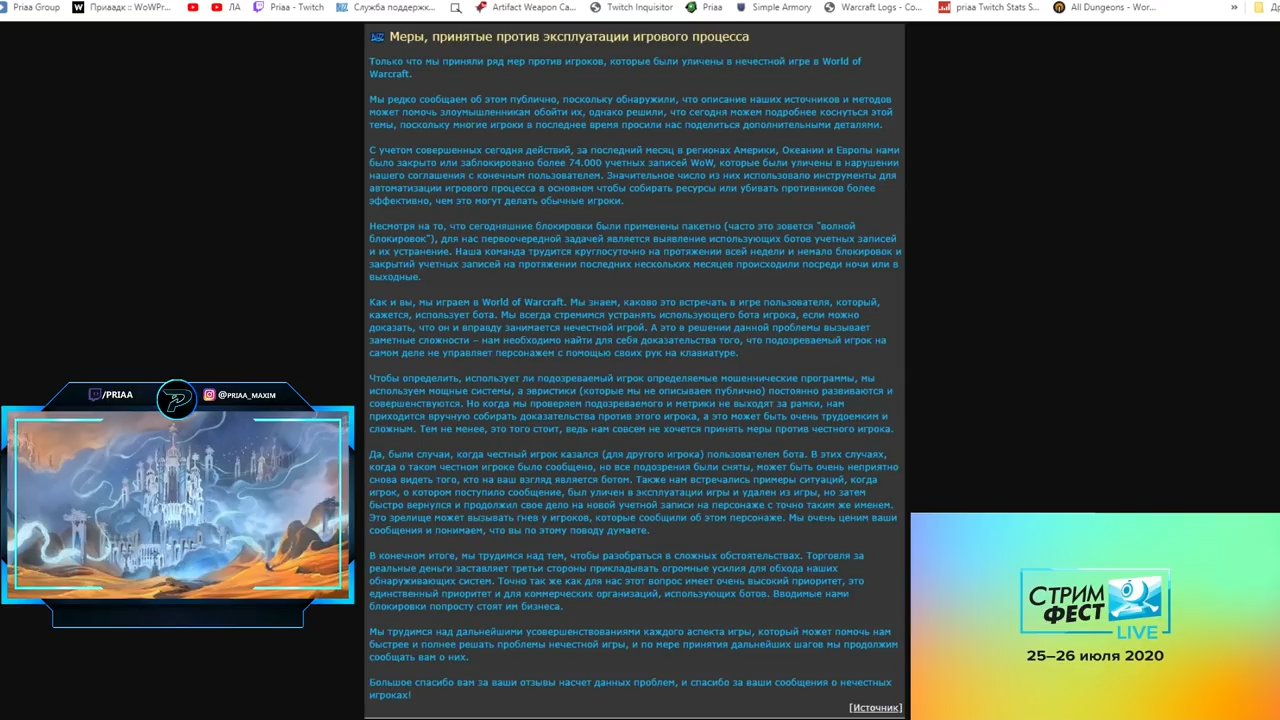 Priaa Group
Приаадк :: WoWPr...
ЛА
Priaa - Twitch
Служба поддержк...
Artifact Weapon Ca...
Twitch Inquisitor
Priaa
Simple Armory
Warcraft Logs - Co...
priaa Twitch Stats S...
All Dungeons - Wor...
»
Меры, принятые против эксплуатации игрового процесса
Только что мы приняли ряд мер против игроков, которые были уличены в нечестной игре в World of
Warcraft.
Мы редко сообщаем об этом публично, поскольку обнаружили, что описание наших источников и методов
может помочь злоумышленникам обойти их, однако решили, что сегодня можем подробнее коснуться этой
темы, поскольку многие игроки в последнее время просили нас поделиться дополнительными деталями.
С учетом совершенных сегодня действий, за последний месяц в регионах Америки, Океании и Европы нами
было закрыто или заблокировано более 74.000 учетных записей WoW, которые были уличены в нарушении
нашего соглашения с конечным пользователем. Значительное число из них использовало инструменты для
автоматизации игрового процесса в основном чтобы собирать ресурсы или убивать противников более
эффективно, чем это могут делать обычные игроки.
Несмотря на то, что сегодняшние блокировки были применены пакетно (часто это зовется "волной
блокировок"), для нас первоочередной задачей является выявление использующих ботов учетных записей
и их устранение. Наша команда трудится круглосуточно на протяжении всей недели и немало блокировок и
закрытий учетных записей на протяжении последних нескольких месяцев происходили посреди ночи или в
выходные.
Как и вы, мы играем в World of Warcraft. Мы знаем, каково это встречать в игре пользователя, который,
кажется, использует бота. Мы всегда стремимся устранять использующего бота игрока, если можно
доказать, что он и вправду занимается нечестной игрой. А это в решении данной проблемы вызывает
заметные сложности – нам необходимо найти для себя доказательства того, что подозреваемый игрок на
самом деле не управляет персонажем с помощью своих рук на клавиатуре.
Чтобы определить, использует ли подозреваемый игрок определяемые мошеннические программы, мы
используем мощные системы, а эвристики (которые мы не описываем публично) постоянно развиваются и
совершенствуются. Но когда мы проверяем подозреваемого и метрики не выходят за рамки, нам
приходится вручную собирать доказательства против этого игрока, а это может быть очень трудоемким и
сложным. Тем не менее, это того стоит, ведь нам совсем не хочется принять меры против честного игрока.
Да, были случаи, когда честный игрок казался (для другого игрока) пользователем бота. В этих случаях,
когда о таком честном игроке было сообщено, но все подозрения были сняты, может быть очень неприятно
снова видеть того, кто на ваш взгляд является ботом. Также нам встречались примеры ситуаций, когда
игрок, о котором поступило сообщение, был уличен в эксплуатации игры и удален из игры, но затем
быстро вернулся и продолжил свое дело на новой учетной записи на персонаже с точно таким же именем.
Это зрелище может вызывать гнев у игроков, которые сообщили об этом персонаже. Мы очень ценим ваши
сообщения и понимаем, что вы по этому поводу думаете.
В конечном итоге, мы трудимся над тем, чтобы разобраться в сложных обстоятельствах. Торговля за
реальные деньги заставляет третьи стороны прикладывать огромные усилия для обхода наших
обнаруживающих систем. Точно так же как для нас этот вопрос имеет очень высокий приоритет, это
единственный приоритет и для коммерческих организаций, использующих ботов. Вводимые нами
блокировки попросту стоят им бизнеса.
Мы трудимся над дальнейшими усовершенствованиями каждого аспекта игры, который может помочь нам
быстрее и полнее решать проблемы нечестной игры, и по мере принятия дальнейших шагов мы продолжим
сообщать вам о них.
Большое спасибо вам за ваши отзывы насчет данных проблем, и спасибо за ваши сообщения о нечестных
игроках!
[Источник]
/PRIAA
@PRIAA_MAXIM
СТРИМ
ФЕСТ
LIVE
25–26 июля 2020